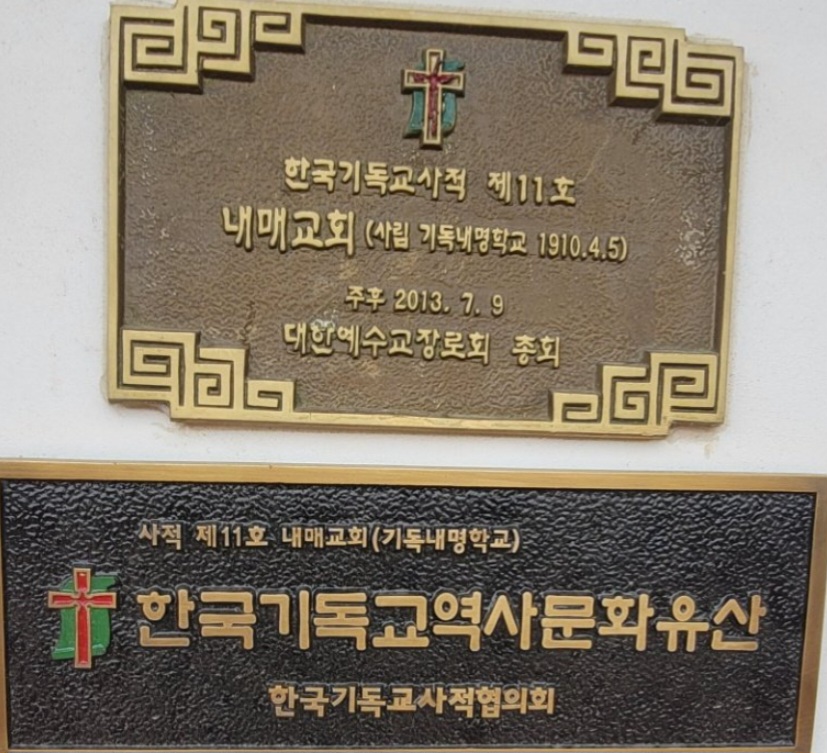 한국기독교사적 제11호
내매교회 (사립 기독내명학교 1910.4.5)
주후 2013. 7. 9
대한예수교장로회 총회
사적 제11호 내매교회(기독내명학교)
한국기독교역사문화유산
한국기독교사적협의회